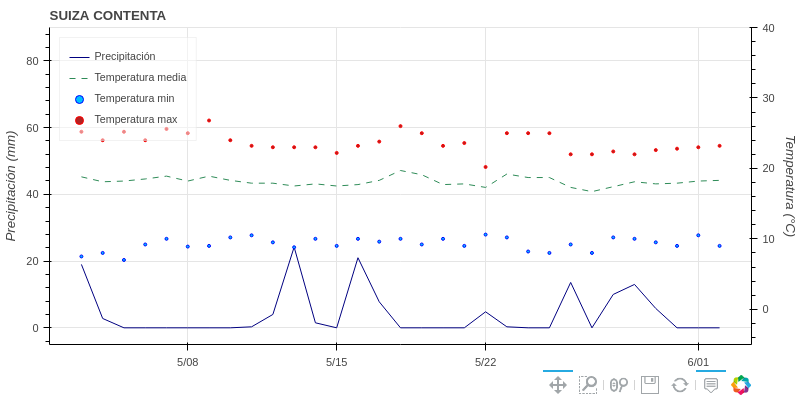 SUIZA CONTENTA
Precipitación
Temperatura media
Temperatura min
Temperatura max
Precipitación (mm)
80
60
40
20
0
Temperatura (°C)
40
30
20
10
0
5/08
5/15
5/22
6/01